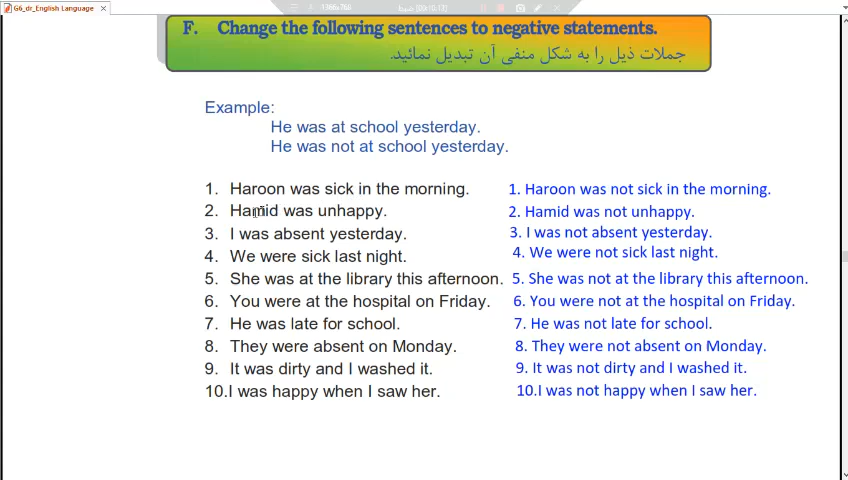 G6_dr_English Language
F. Change the following sentences to negative statements.
جملات ذیل را به شکل منفی آن تبدیل نمائید.
Example:
He was at school yesterday.
He was not at school yesterday.
1. Haroon was sick in the morning.
2. Hamid was unhappy.
3. I was absent yesterday.
4. We were sick last night.
5. She was at the library this afternoon.
6. You were at the hospital on Friday.
7. He was late for school.
8. They were absent on Monday.
9. It was dirty and I washed it.
10.I was happy when I saw her.
1. Haroon was not sick in the morning.
2. Hamid was not unhappy.
3. I was not absent yesterday.
4. We were not sick last night.
5. She was not at the library this afternoon.
6. You were not at the hospital on Friday.
7. He was not late for school.
8. They were not absent on Monday.
9. It was not dirty and I washed it.
10.I was not happy when I saw her.